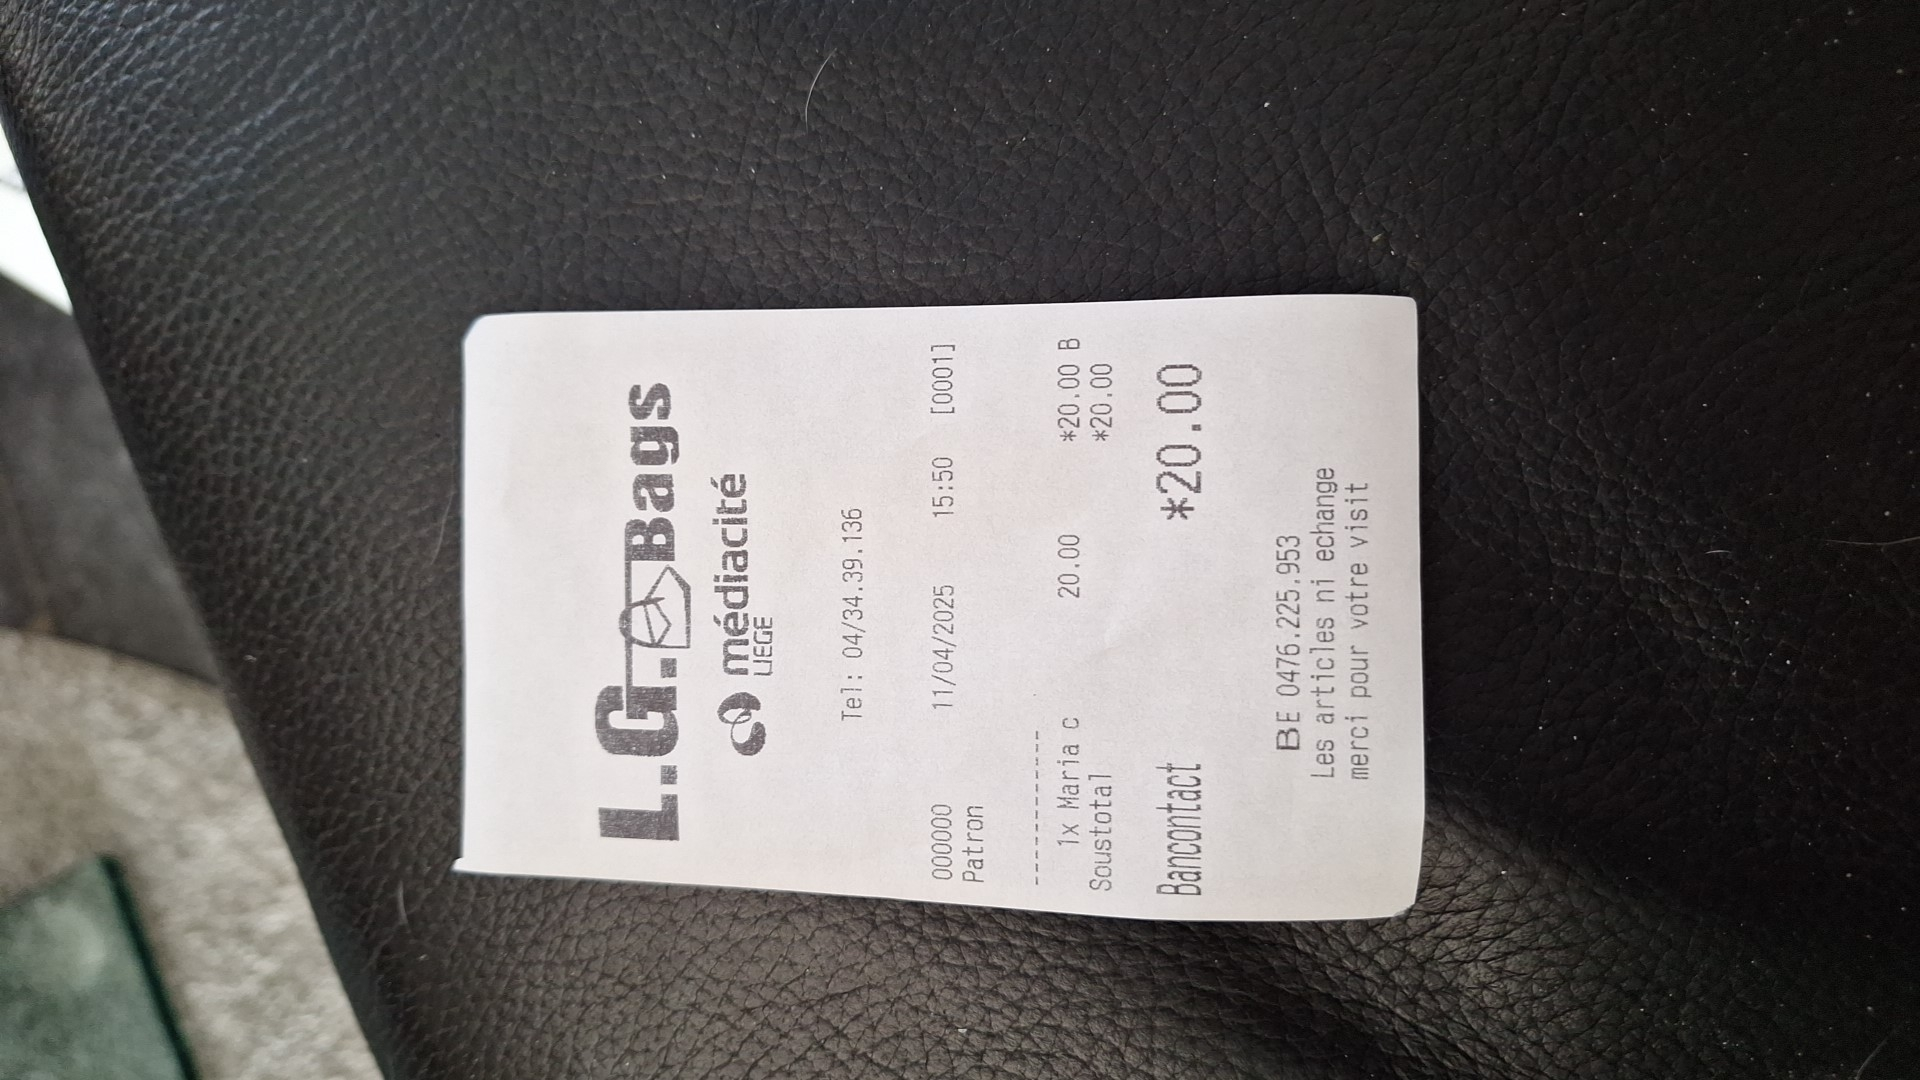 L.G. Bags
médiacité
LIEGE
Tel: 04/34.39.136
000000 11/04/2025 15:50 [0001]
Patron
------------
1x Maria C 20.00 *20.00 B
Soustotal *20.00
Bancontact *20.00
BE 0476.225.953
Les articles ni echange
merci pour votre visit